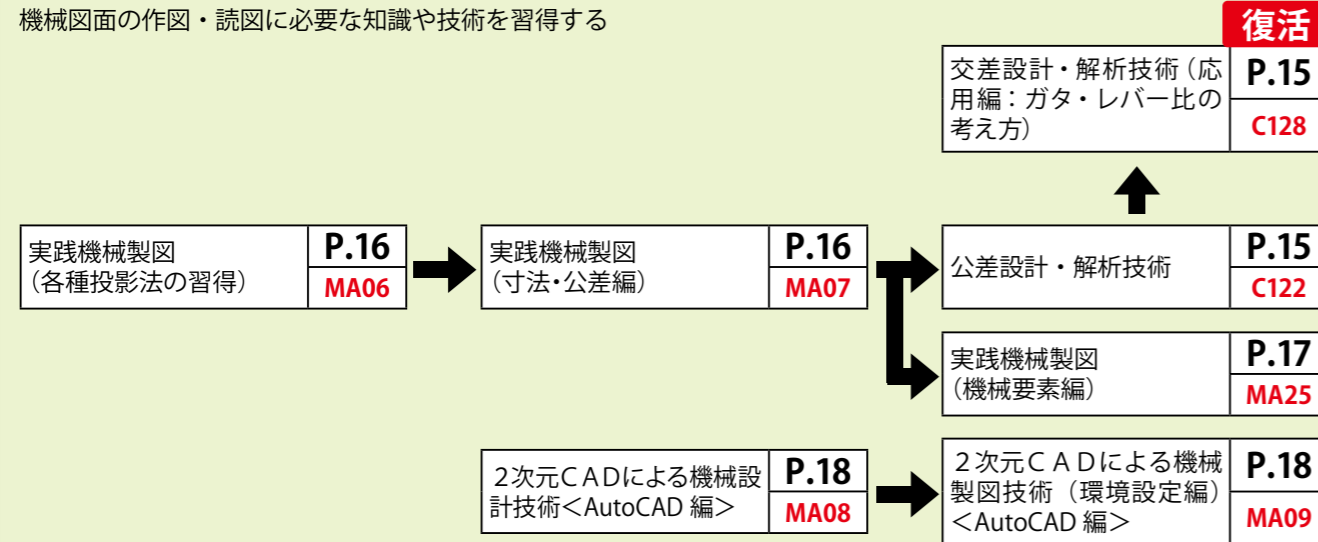 機械図面の作図・読図に必要な知識や技術を習得する
復活
交差設計・解析技術（応
用編：ガタ・レバー比の
考え方）
P.15
C128
実践機械製図
（各種投影法の習得）
P.16
MA06
実践機械製図
（寸法・公差編）
P.16
MA07
公差設計・解析技術
P.15
C122
実践機械製図
（機械要素編）
P.17
MA25
２次元ＣＡＤによる機械設
計技術＜AutoCAD 編＞
P.18
MA08
２次元ＣＡＤによる機械
製図技術（環境設定編）
＜AutoCAD 編＞
P.18
MA09